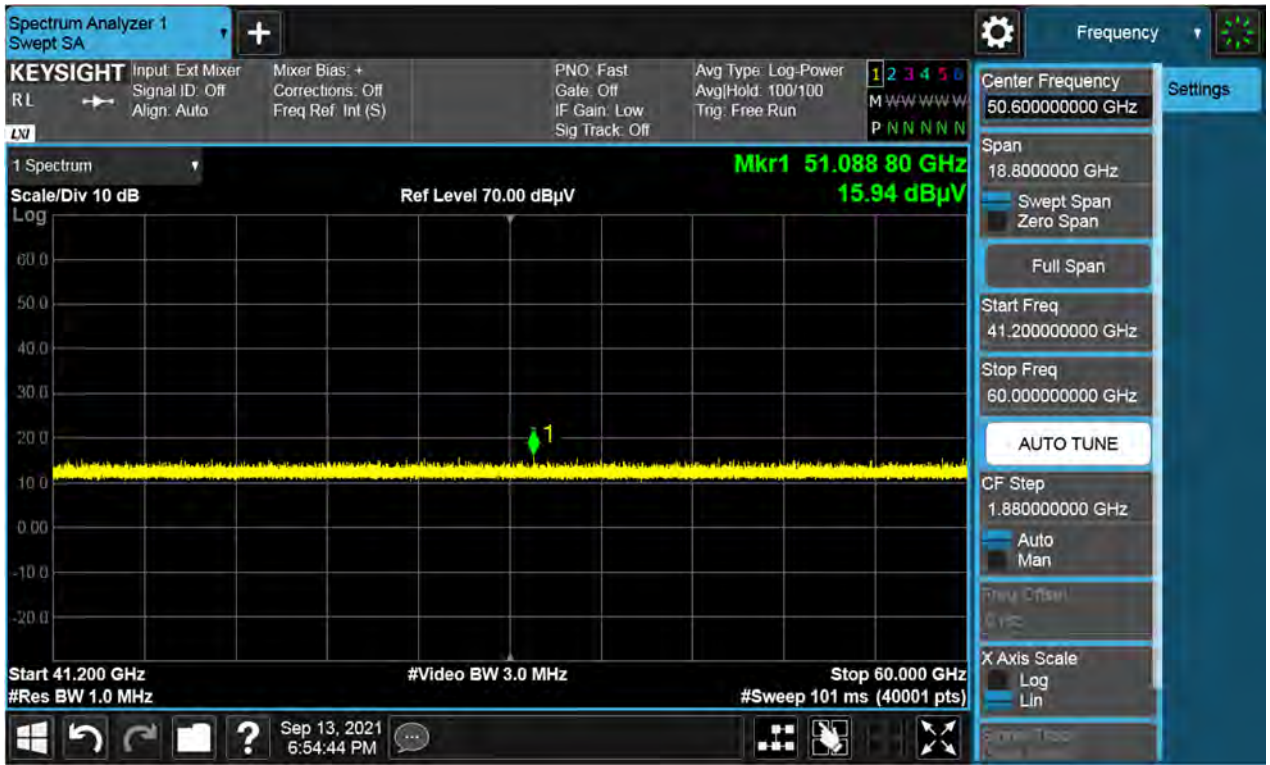 Spectrum Analyzer 1
Swept SA
+
Frequency
KEYSIGHT
RL
LXI
Input: Ext Mixer
Signal ID: Off
Align: Auto
Mixer Bias: +
Corrections: Off
Freq Ref: Int (S)
PNO: Fast
Gate: Off
IF Gain: Low
Sig Track: Off
Avg Type: Log-Power
Avg|Hold: 100/100
Trig: Free Run
1 2 3 4 5 6
M W W W W W
P N N N N N
1 Spectrum
Scale/Div 10 dB
Ref Level 70.00 dBµV
Mkr1 51.088 80 GHz
15.94 dBµV
Log
60.0
50.0
40.0
30.0
20.0
10.0
0.00
-10.0
-20.0
1
Start 41.200 GHz
#Res BW 1.0 MHz
#Video BW 3.0 MHz
Stop 60.000 GHz
#Sweep 101 ms (40001 pts)
Center Frequency
50.600000000 GHz
Settings
Span
18.8000000 GHz
Swept Span
Zero Span
Full Span
Start Freq
41.200000000 GHz
Stop Freq
60.000000000 GHz
AUTO TUNE
CF Step
1.880000000 GHz
Auto
Man
Freq Offset
0 Hz
X Axis Scale
Log
Lin
?
Sep 13, 2021
6:54:44 PM